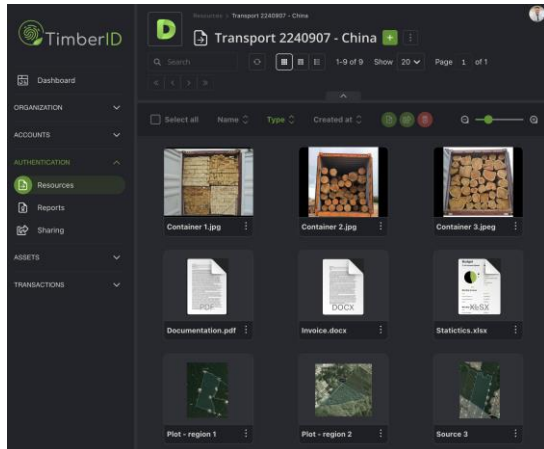 TimberID
Dashboard
ORGANIZATION
ACCOUNTS
AUTHENTICATION
Resources
Reports
Sharing
ASSETS
TRANSACTIONS
D
Resources > Transport 2240907 - China
Transport 2240907 - China
Search
1-9 of 9 Show 20 Page 1 of 1
Select all Name Type Created at
Container 1.jpg
Container 2.jpg
Container 3.jpeg
PDF
DOCX
Budget
XLSX
Documentation.pdf
Invoice.docx
Statictics.xlsx
Plot - region 1
Plot - region 2
Source 3